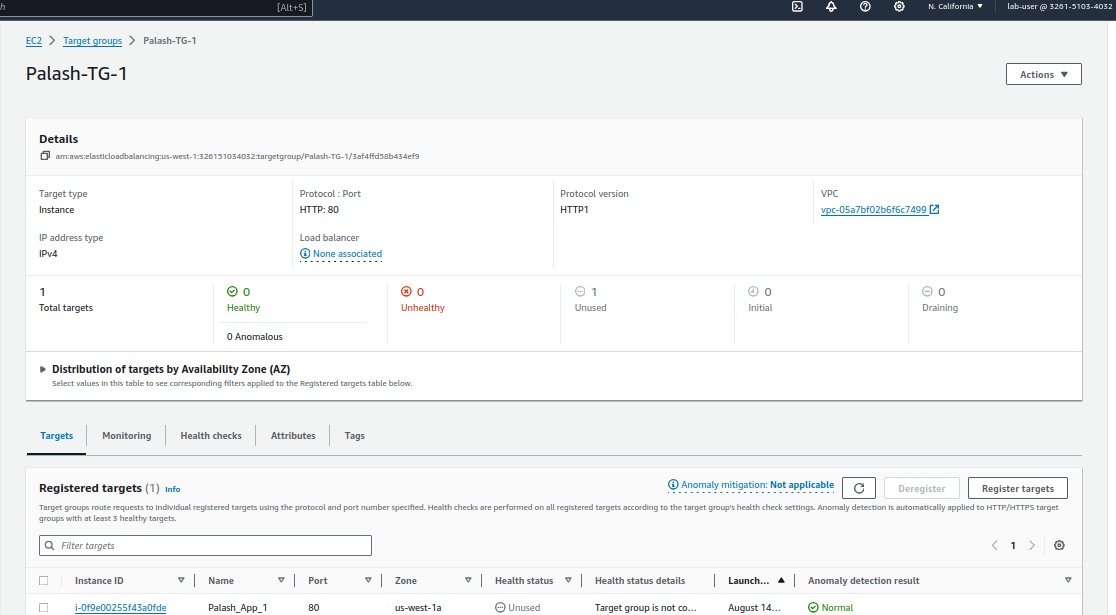 h
[Alt+S]
N. California ▼
lab-user @ 3261-5103-4032
EC2 > Target groups > Palash-TG-1
Palash-TG-1
Actions ▼
Details
arn:aws:elasticloadbalancing:us-west-1:326151034032:targetgroup/Palash-TG-1/3af4ffd58b434ef9
Target type
Instance
Protocol : Port
HTTP: 80
Protocol version
HTTP1
VPC
vpc-05a7bf02b6f6c7499
IP address type
IPv4
Load balancer
None associated
1
Total targets
0
Healthy
0 Anomalous
0
Unhealthy
1
Unused
0
Initial
0
Draining
Distribution of targets by Availability Zone (AZ)
Select values in this table to see corresponding filters applied to the Registered targets table below.
Targets
Monitoring
Health checks
Attributes
Tags
Registered targets (1) Info
Anomaly mitigation: Not applicable
Deregister
Register targets
Target groups route requests to individual registered targets using the protocol and port number specified. Health checks are performed on all registered targets according to the target group's health check settings. Anomaly detection is automatically applied to HTTP/HTTPS target
groups with at least 3 healthy targets.
Filter targets
1
Instance ID
Name
Port
Zone
Health status
Health status details
Launch...
Anomaly detection result
i-0f9e00255f43a0fde
Palash_App_1
80
us-west-1a
Unused
Target group is not co...
August 14...
Normal